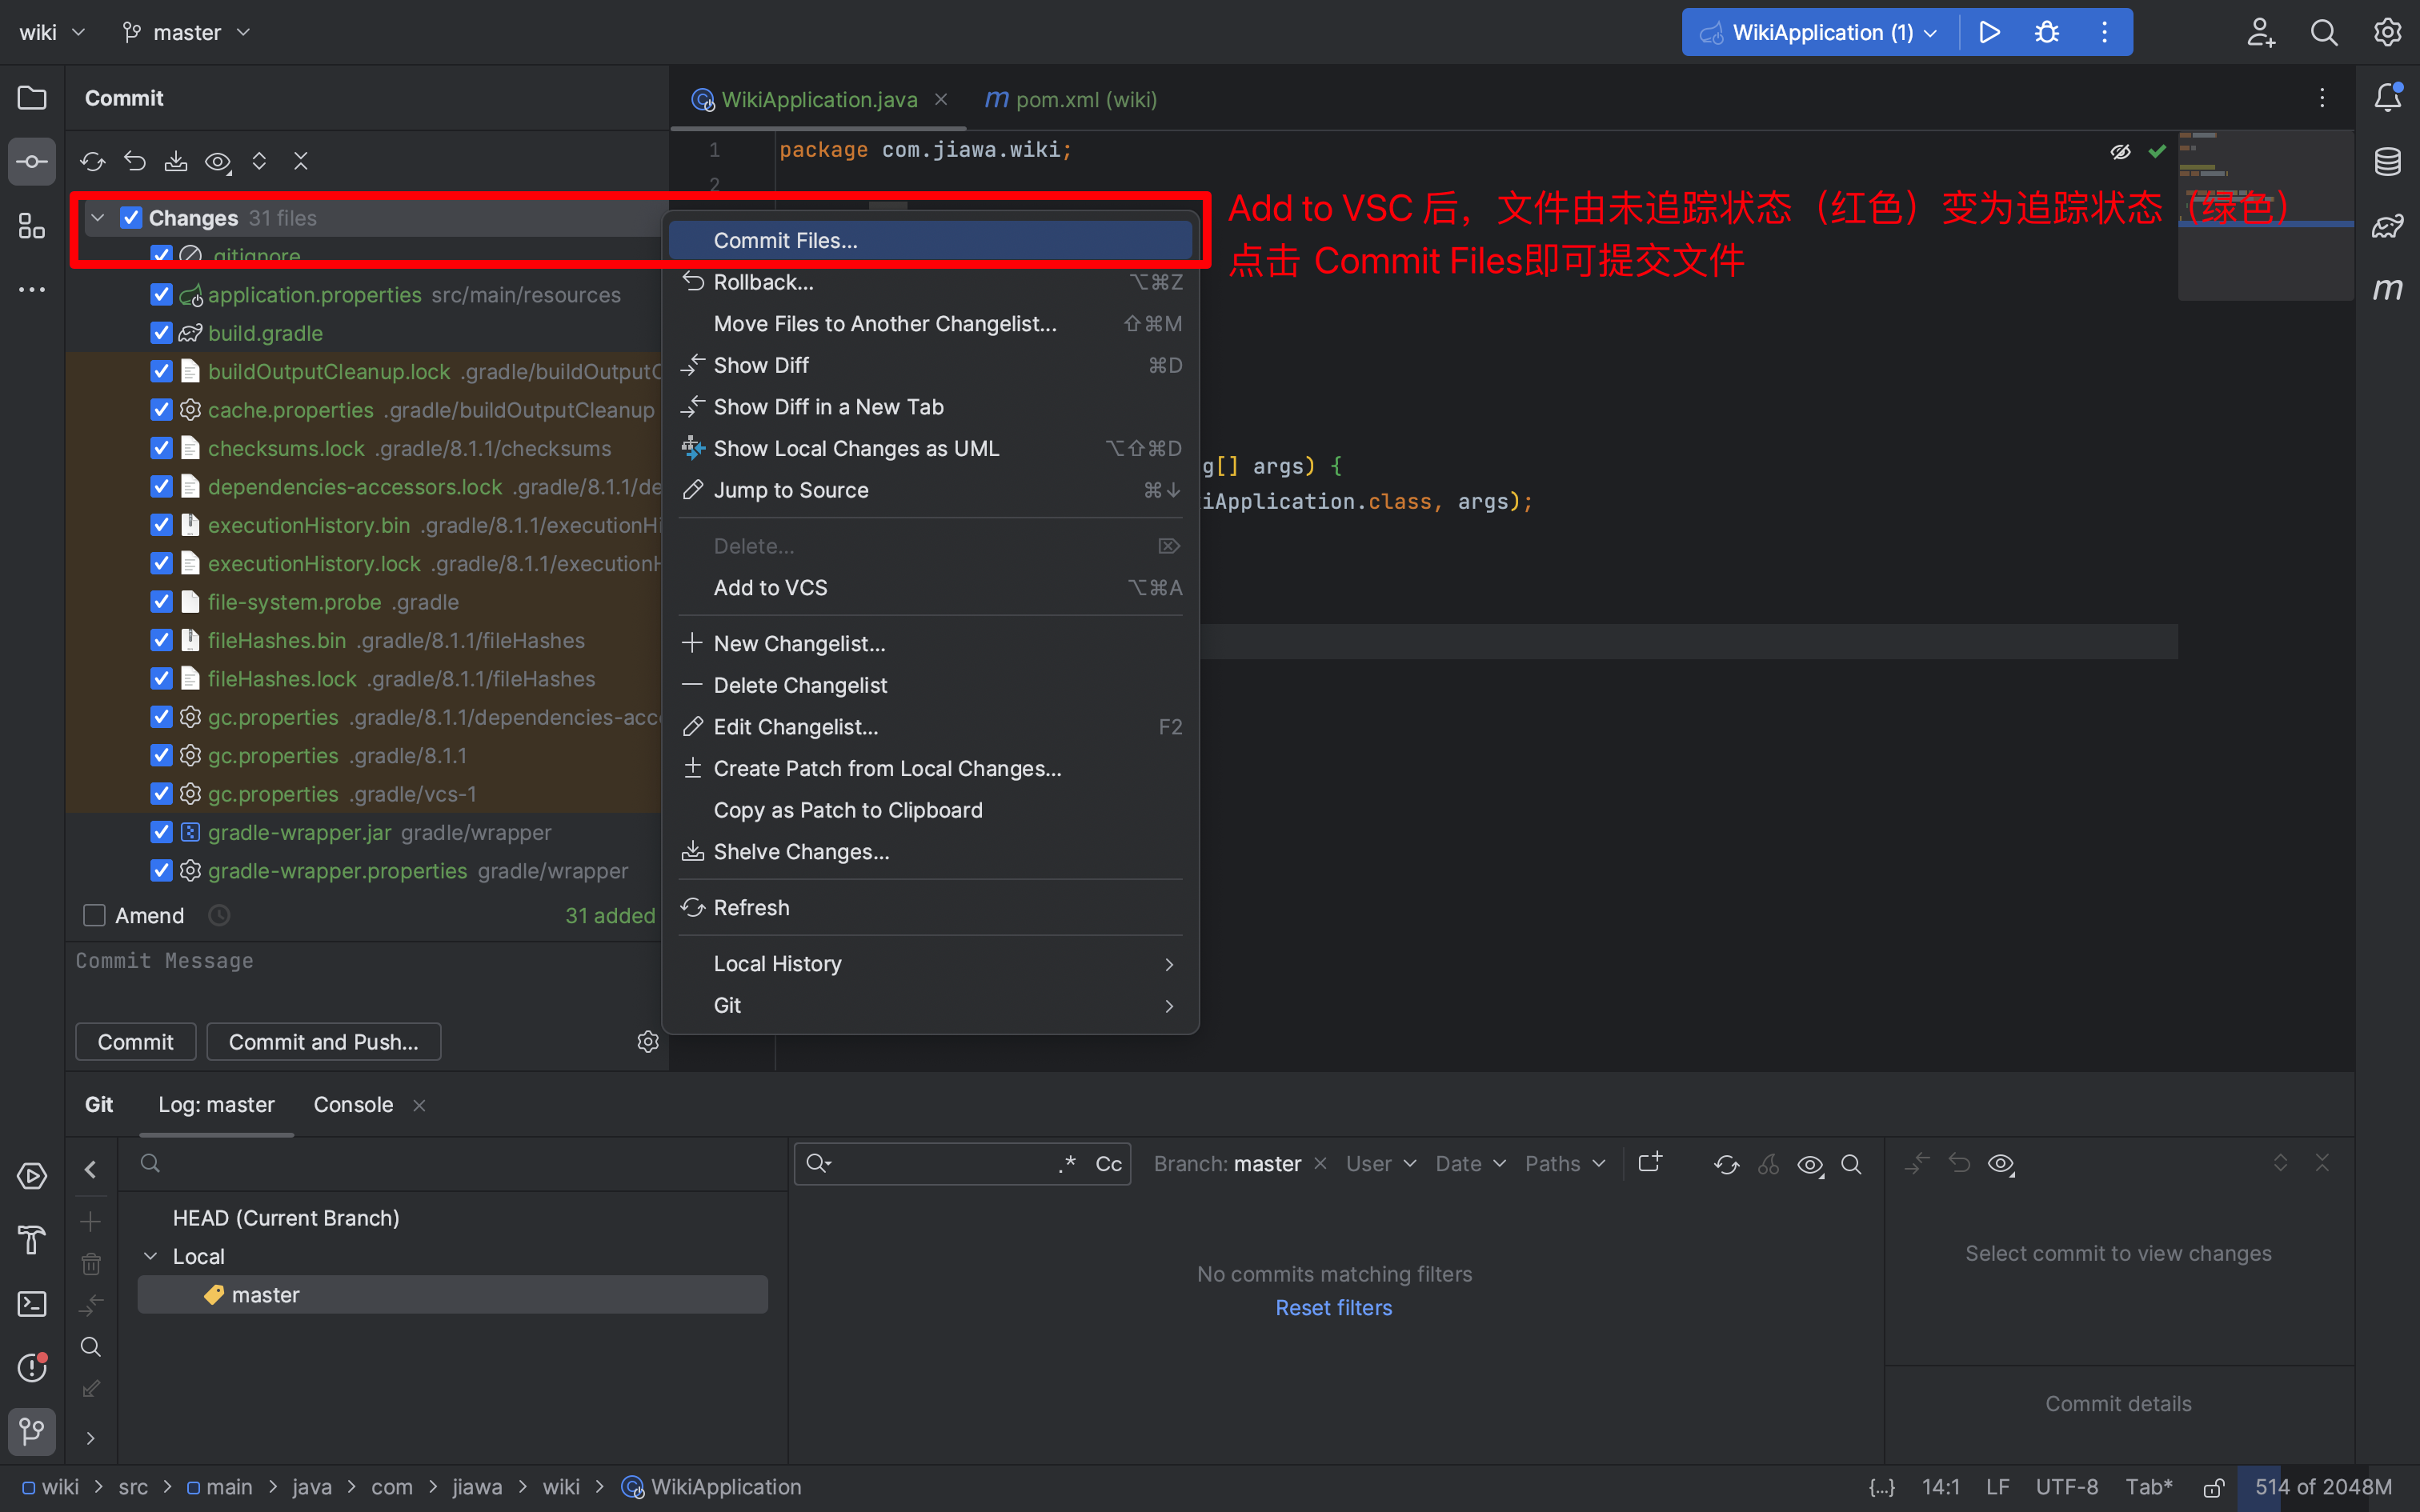 wiki
master
WikiApplication (1)
Commit
WikiApplication.java
pom.xml (wiki)
1 package com.jiawa.wiki;
2
Changes 31 files
.gitignore
application.properties src/main/resources
build.gradle
buildOutputCleanup.lock .gradle/buildOutputC
cache.properties .gradle/buildOutputCleanup
checksums.lock .gradle/8.1.1/checksums
dependencies-accessors.lock .gradle/8.1.1/de
executionHistory.bin .gradle/8.1.1/executionHi
executionHistory.lock .gradle/8.1.1/executionH
file-system.probe .gradle
fileHashes.bin .gradle/8.1.1/fileHashes
fileHashes.lock .gradle/8.1.1/fileHashes
gc.properties .gradle/8.1.1/dependencies-acc
gc.properties .gradle/8.1.1
gc.properties .gradle/vcs-1
gradle-wrapper.jar gradle/wrapper
gradle-wrapper.properties gradle/wrapper
Amend
31 added
Commit Message
Commit
Commit and Push...
Commit Files...
Rollback... ⌥⌘Z
Move Files to Another Changelist... ⇧⌘M
Show Diff ⌘D
Show Diff in a New Tab
Show Local Changes as UML ⌥⇧⌘D
Jump to Source ⌘↓
Delete... ⌦
Add to VCS ⌥⌘A
New Changelist...
Delete Changelist
Edit Changelist... F2
Create Patch from Local Changes...
Copy as Patch to Clipboard
Shelve Changes...
Refresh
Local History
Git
Add to VSC 后，文件由未追踪状态（红色）变为追踪状态（绿色）
点击 Commit Files即可提交文件
g[] args) {
iApplication.class, args);
m
Git
Log: master
Console
HEAD (Current Branch)
Local
master
.* Cc
Branch: master
User
Date
Paths
No commits matching filters
Reset filters
Select commit to view changes
Commit details
wiki > src > main > java > com > jiawa > wiki > WikiApplication
{...} 14:1 LF UTF-8 Tab* 514 of 2048M